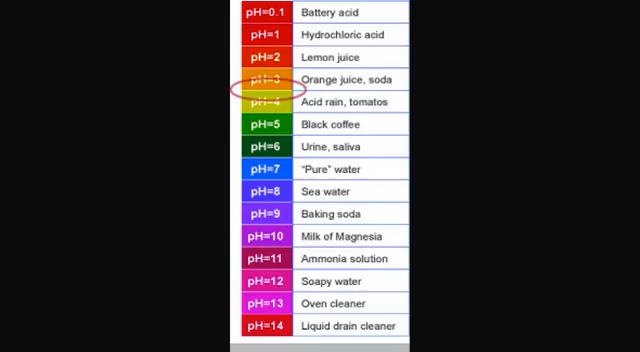 pH=0.1 Battery acid
pH=1 Hydrochloric acid
pH=2 Lemon juice
pH=3 Orange juice, soda
pH=4 Acid rain, tomatos
pH=5 Black coffee
pH=6 Urine, saliva
pH=7 “Pure” water
pH=8 Sea water
pH=9 Baking soda
pH=10 Milk of Magnesia
pH=11 Ammonia solution
pH=12 Soapy water
pH=13 Oven cleaner
pH=14 Liquid drain cleaner